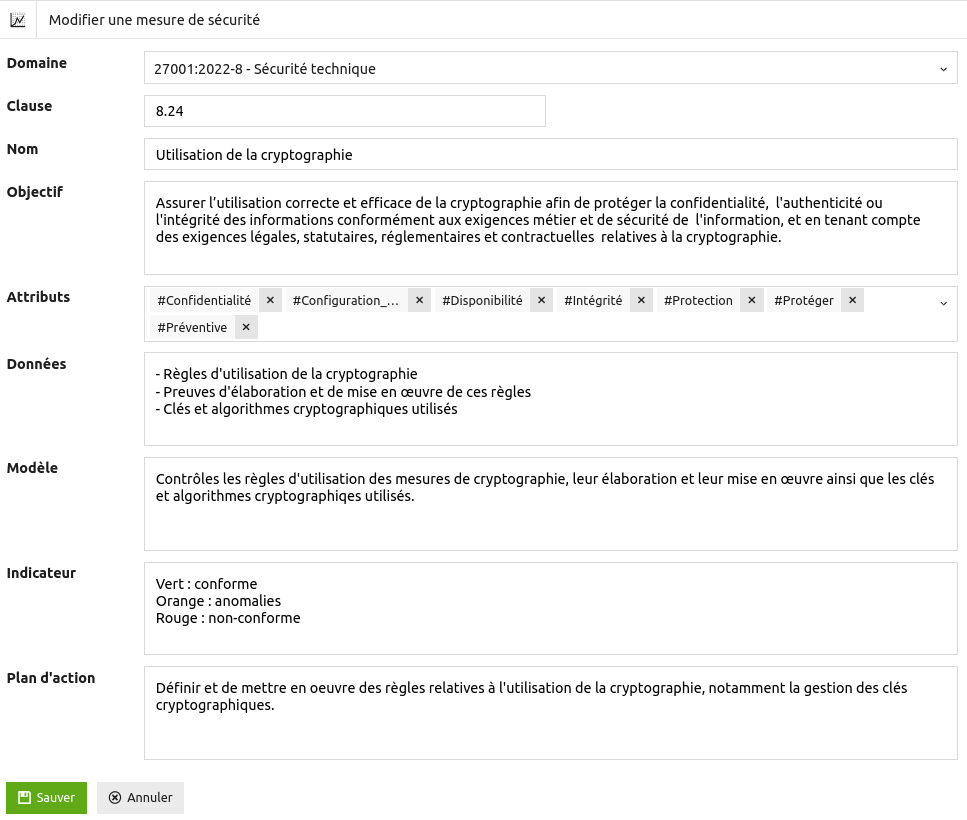 Modifier une mesure de sécurité
Domaine
27001:2022-8 - Sécurité technique
Clause
8.24
Nom
Utilisation de la cryptographie
Objectif
Assurer l’utilisation correcte et efficace de la cryptographie afin de protéger la confidentialité,  l'authenticité ou
l'intégrité des informations conformément aux exigences métier et de sécurité de  l'information, et en tenant compte
des exigences légales, statutaires, réglementaires et contractuelles  relatives à la cryptographie.
Attributs
#Confidentialité × #Configuration_... × #Disponibilité × #Intégrité × #Protection × #Protéger ×
#Préventive ×
Données
- Règles d'utilisation de la cryptographie
- Preuves d'élaboration et de mise en œuvre de ces règles
- Clés et algorithmes cryptographiques utilisés
Modèle
Contrôles les règles d'utilisation des mesures de cryptographie, leur élaboration et leur mise en œuvre ainsi que les clés
et algorithmes cryptographiqes utilisés.
Indicateur
Vert : conforme
Orange : anomalies
Rouge : non-conforme
Plan d'action
Définir et de mettre en oeuvre des règles relatives à l'utilisation de la cryptographie, notamment la gestion des clés
cryptographiques.
Sauver
Annuler